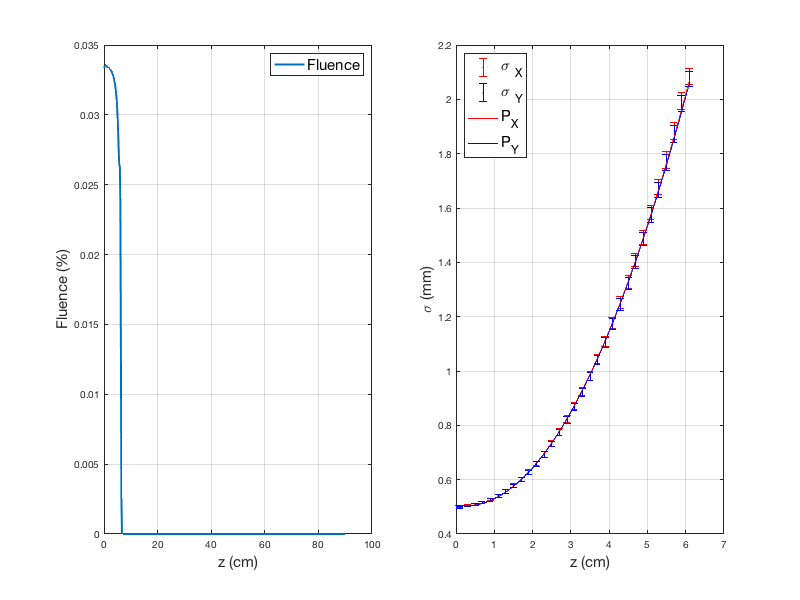 0.035
0.03
0.025
0.02
0.015
0.01
0.005
0
Fluence (%)
0 20 40 60 80 100
z (cm)
Fluence
2.2
2
1.8
1.6
1.4
1.2
1
0.8
0.6
0.4
σ (mm)
0 1 2 3 4 5 6 7
z (cm)
σ X
σ Y
P X
P Y